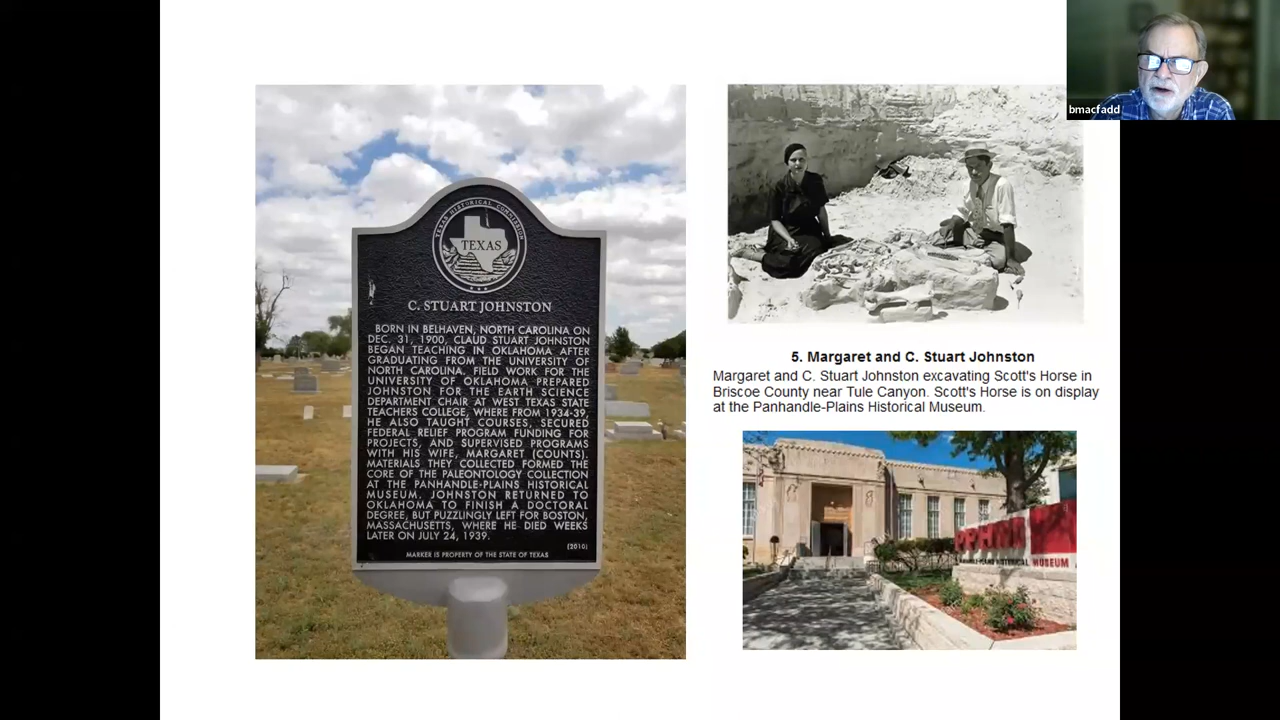 bmacfadd
TEXAS HISTORICAL COMMISSION
TEXAS
C. STUART JOHNSTON
BORN IN BELHAVEN, NORTH CAROLINA ON
DEC. 31, 1900, CLAUD STUART JOHNSTON
BEGAN TEACHING IN OKLAHOMA AFTER
GRADUATING FROM THE UNIVERSITY OF
NORTH CAROLINA. FIELD WORK FOR THE
UNIVERSITY OF OKLAHOMA PREPARED
JOHNSTON FOR THE EARTH SCIENCE
DEPARTMENT CHAIR AT WEST TEXAS STATE
TEACHERS COLLEGE, WHERE FROM 1934-39,
HE ALSO TAUGHT COURSES, SECURED
FEDERAL RELIEF PROGRAM FUNDING FOR
PROJECTS, AND SUPERVISED PROGRAMS
WITH HIS WIFE, MARGARET (COUNTS).
MATERIALS THEY COLLECTED FORMED THE
CORE OF THE PALEONTOLOGY COLLECTION
AT THE PANHANDLE-PLAINS HISTORICAL
MUSEUM. JOHNSTON RETURNED TO
OKLAHOMA TO FINISH A DOCTORAL
DEGREE, BUT PUZZLINGLY LEFT FOR BOSTON,
MASSACHUSETTS, WHERE HE DIED WEEKS
LATER ON JULY 24, 1939.
(2010)
MARKER IS PROPERTY OF THE STATE OF TEXAS
5. Margaret and C. Stuart Johnston
Margaret and C. Stuart Johnston excavating Scott's Horse in
Briscoe County near Tule Canyon. Scott's Horse is on display
at the Panhandle-Plains Historical Museum.
PPHM
HISTORICAL MUSEUM